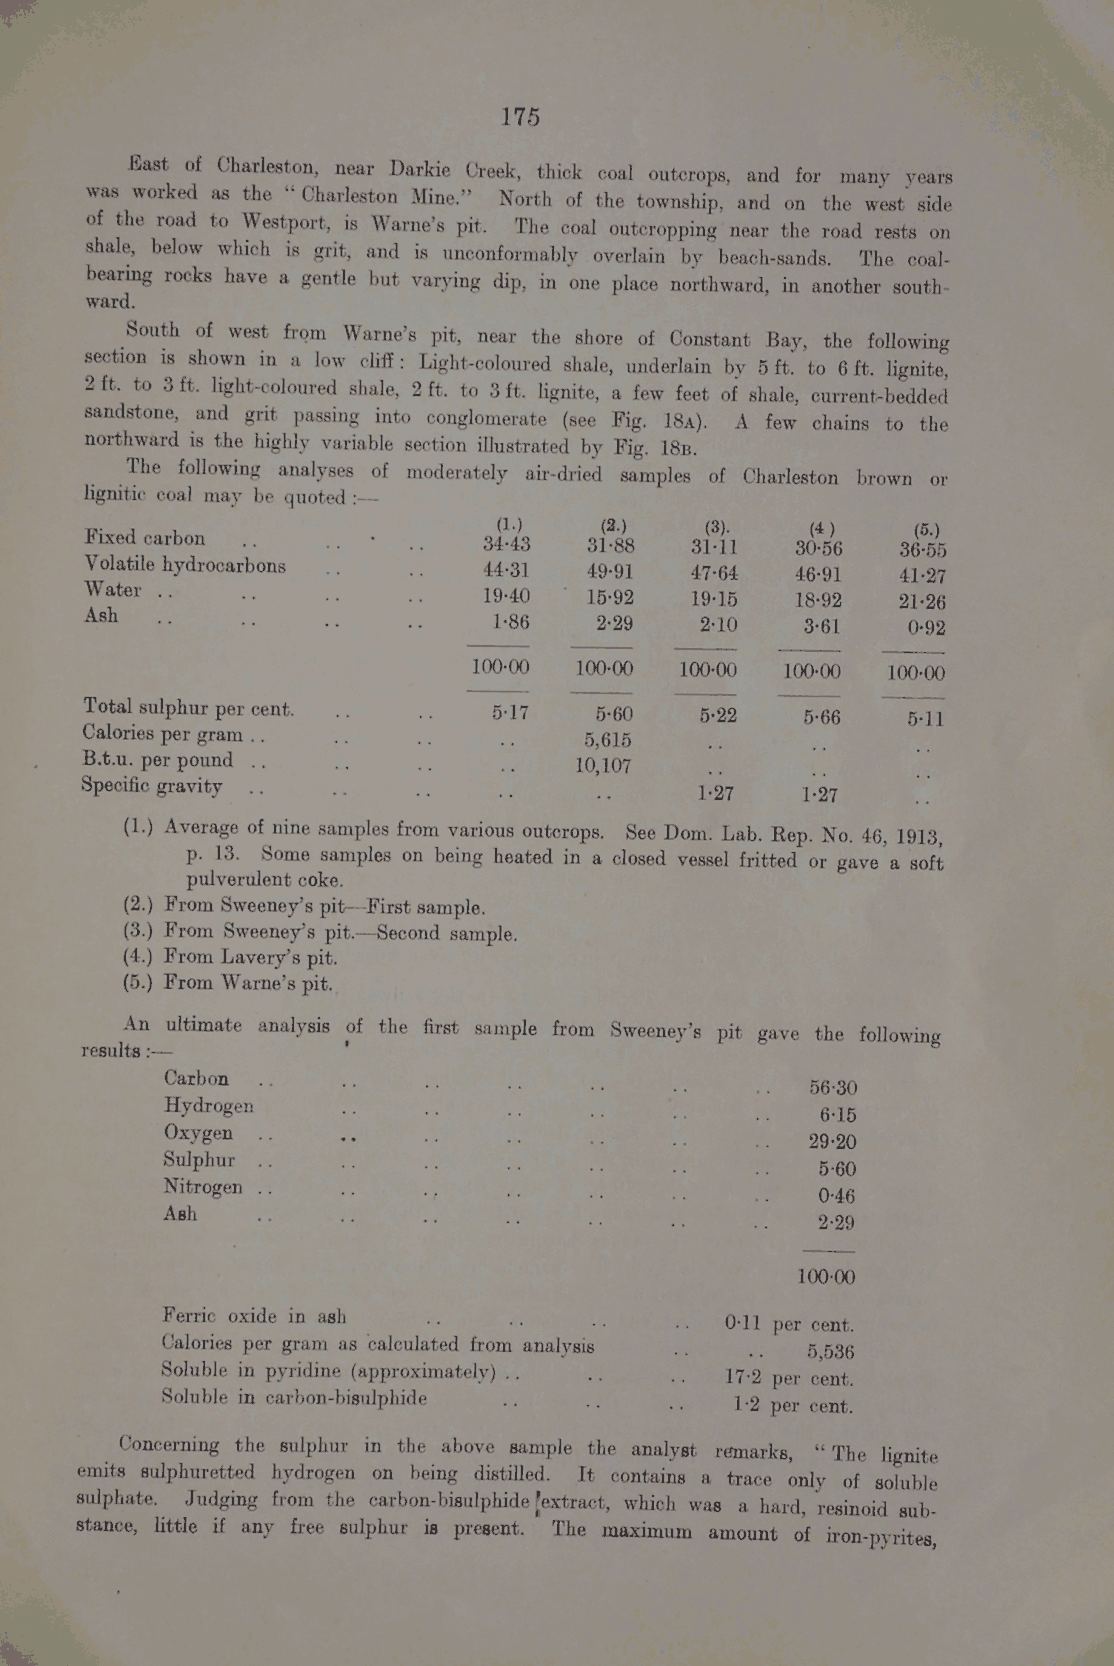 175
East of Charleston, near Darkie Creek, thick coal outcrops, and for many years
was worked as the “Charleston Mine.” North of the township, and on the west side
of the road to Westport, is Warne's pit. The coal outcropping near the road rests on
shale, below which is grit, and is unconformably overlain by beach-sands. The coal-
bearing rocks have a gentle but varying dip, in one place northward, in another south-
ward.
South of west from Warne's pit, near the shore of Constant Bay, the following
section is shown in a low cliff: Light-coloured shale, underlain by 5 ft. to 6 ft. lignite,
2 ft. to 3 ft. light-coloured shale, 2 ft. to 3 ft. lignite, a few feet of shale, current-bedded
sandstone, and grit passing into conglomerate (see Fig. 18A). A few chains to the
northward is the highly variable section illustrated by Fig. 18B.
The following analyses of moderately air-dried samples of Charleston brown or
lignitic coal may be quoted :—
(1.) (2.) (3). (4 ) (5.)
Fixed carbon .. .. .. 34·43 31·88 31·11 30·56 36·55
Volatile hydrocarbons .. .. 44·31 49·91 47·64 46·91 41·27
Water .. .. .. .. 19·40 15·92 19·15 18·92 21·26
Ash .. .. .. .. 1·86 2·29 2·10 3·61 0·92
100·00 100·00 100·00 100·00 100·00
Total sulphur per cent. .. .. 5·17 5·60 5·22 5·66 5·11
Calories per gram .. .. .. .. 5,615 .. .. ..
B.t.u. per pound .. .. .. .. 10,107 .. .. ..
Specific gravity .. .. .. .. .. 1·27 1·27 ..
(1.) Average of nine samples from various outcrops. See Dom. Lab. Rep. No. 46, 1913,
p. 13. Some samples on being heated in a closed vessel fritted or gave a soft
pulverulent coke.
(2.) From Sweeney's pit—First sample.
(3.) From Sweeney's pit.—Second sample.
(4.) From Lavery's pit.
(5.) From Warne's pit.
An ultimate analysis of the first sample from Sweeney's pit gave the following
results :—
Carbon .. .. .. .. .. .. .. 56·30
Hydrogen .. .. .. .. .. .. 6·15
Oxygen .. .. .. .. .. .. .. 29·20
Sulphur .. .. .. .. .. .. .. 5·60
Nitrogen .. .. .. .. .. .. .. 0·46
Ash .. .. .. .. .. .. .. 2·29
100·00
Ferric oxide in ash .. .. .. .. 0·11 per cent.
Calories per gram as calculated from analysis .. .. 5,536
Soluble in pyridine (approximately) .. .. .. 17·2 per cent.
Soluble in carbon-bisulphide .. .. .. 1·2 per cent.
Concerning the sulphur in the above sample the analyst remarks, “The lignite
emits sulphuretted hydrogen on being distilled. It contains a trace only of soluble
sulphate. Judging from the carbon-bisulphide extract, which was a hard, resinoid sub-
stance, little if any free sulphur is present. The maximum amount of iron-pyrites,